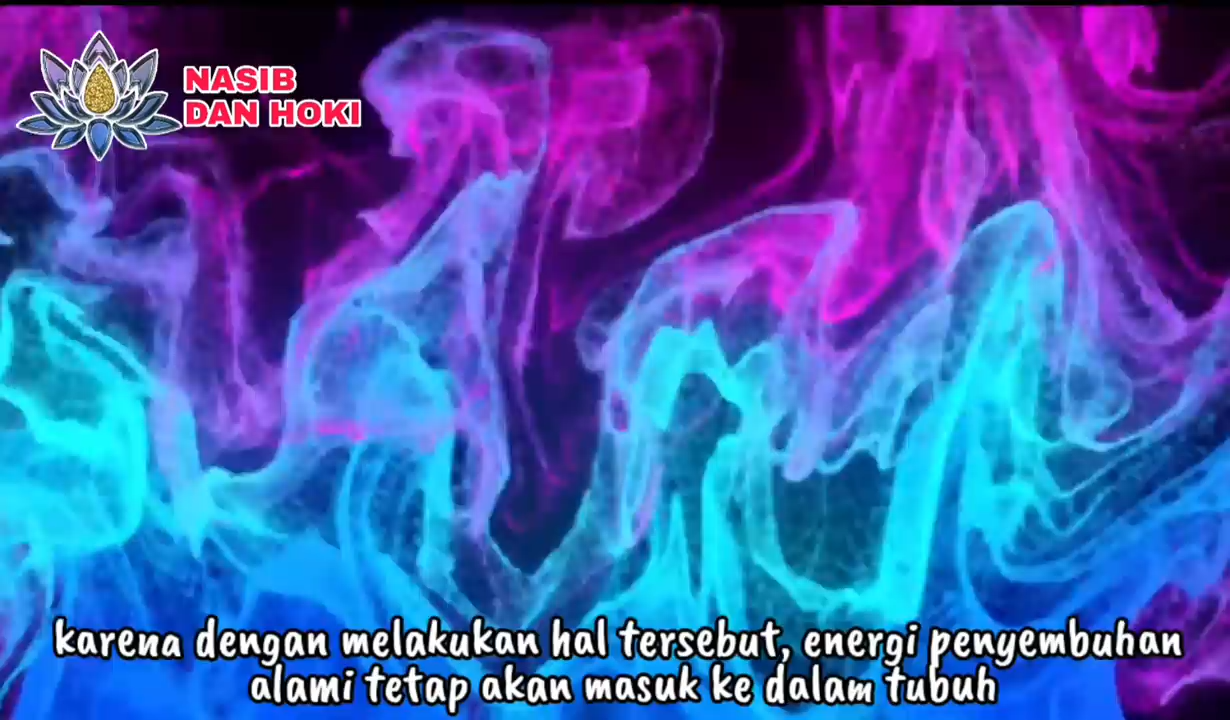 NASIB
DAN HOKI
karena dengan melakukan hal tersebut, energi penyembuhan
alami tetap akan masuk ke dalam tubuh